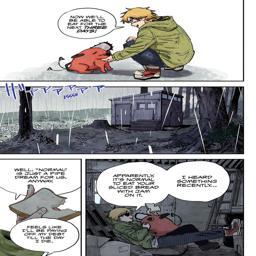 NOW WE'LL
BE ABLE TO
EAT FOR THE
NEXT THREE
DAYS!
I HEARD
SOMETHING
RECENTLY...
APPARENTLY,
IT'S NORMAL
TO EAT YOUR
SLICED BREAD
WITH JAM
ON IT.
WELL, "NORMAL"
IS JUST A PIPE
DREAM FOR US,
ANYWAY.
FEELS LIKE
I'LL BE PAYING
OFF MY DEBT
TILL THE DAY
I DIE.